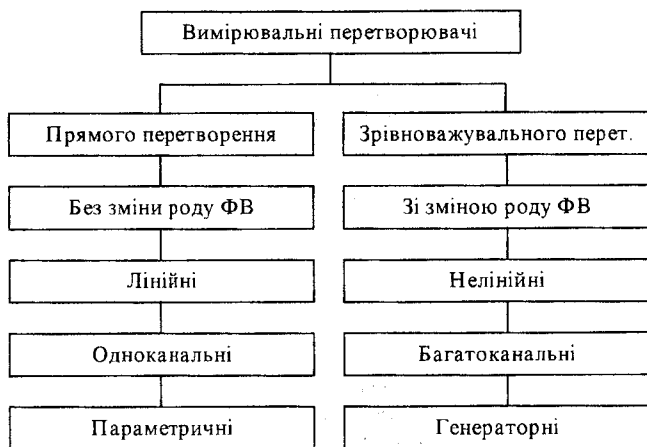 Вимірювальні перетворювачі
Прямого перетворення
Зрівноважувального перет.
Без зміни роду ФВ
Зі зміною роду ФВ
Лінійні
Нелінійні
Одноканальні
Багатоканальні
Параметричні
Генераторні